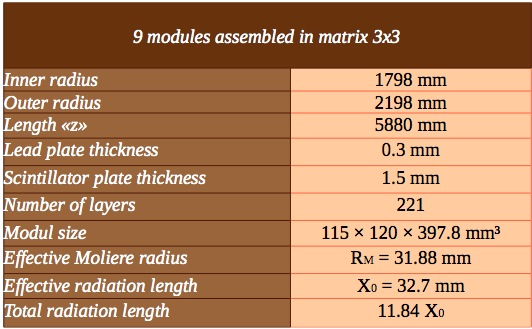 9 modules assembled in matrix 3x3
Inner radius 1798 mm
Outer radius 2198 mm
Length «z» 5880 mm
Lead plate thickness 0.3 mm
Scintillator plate thickness 1.5 mm
Number of layers 221
Modul size 115 × 120 × 397.8 mm³
Effective Moliere radius Rᴍ = 31.88 mm
Effective radiation length X₀ = 32.7 mm
Total radiation length 11.84 X₀